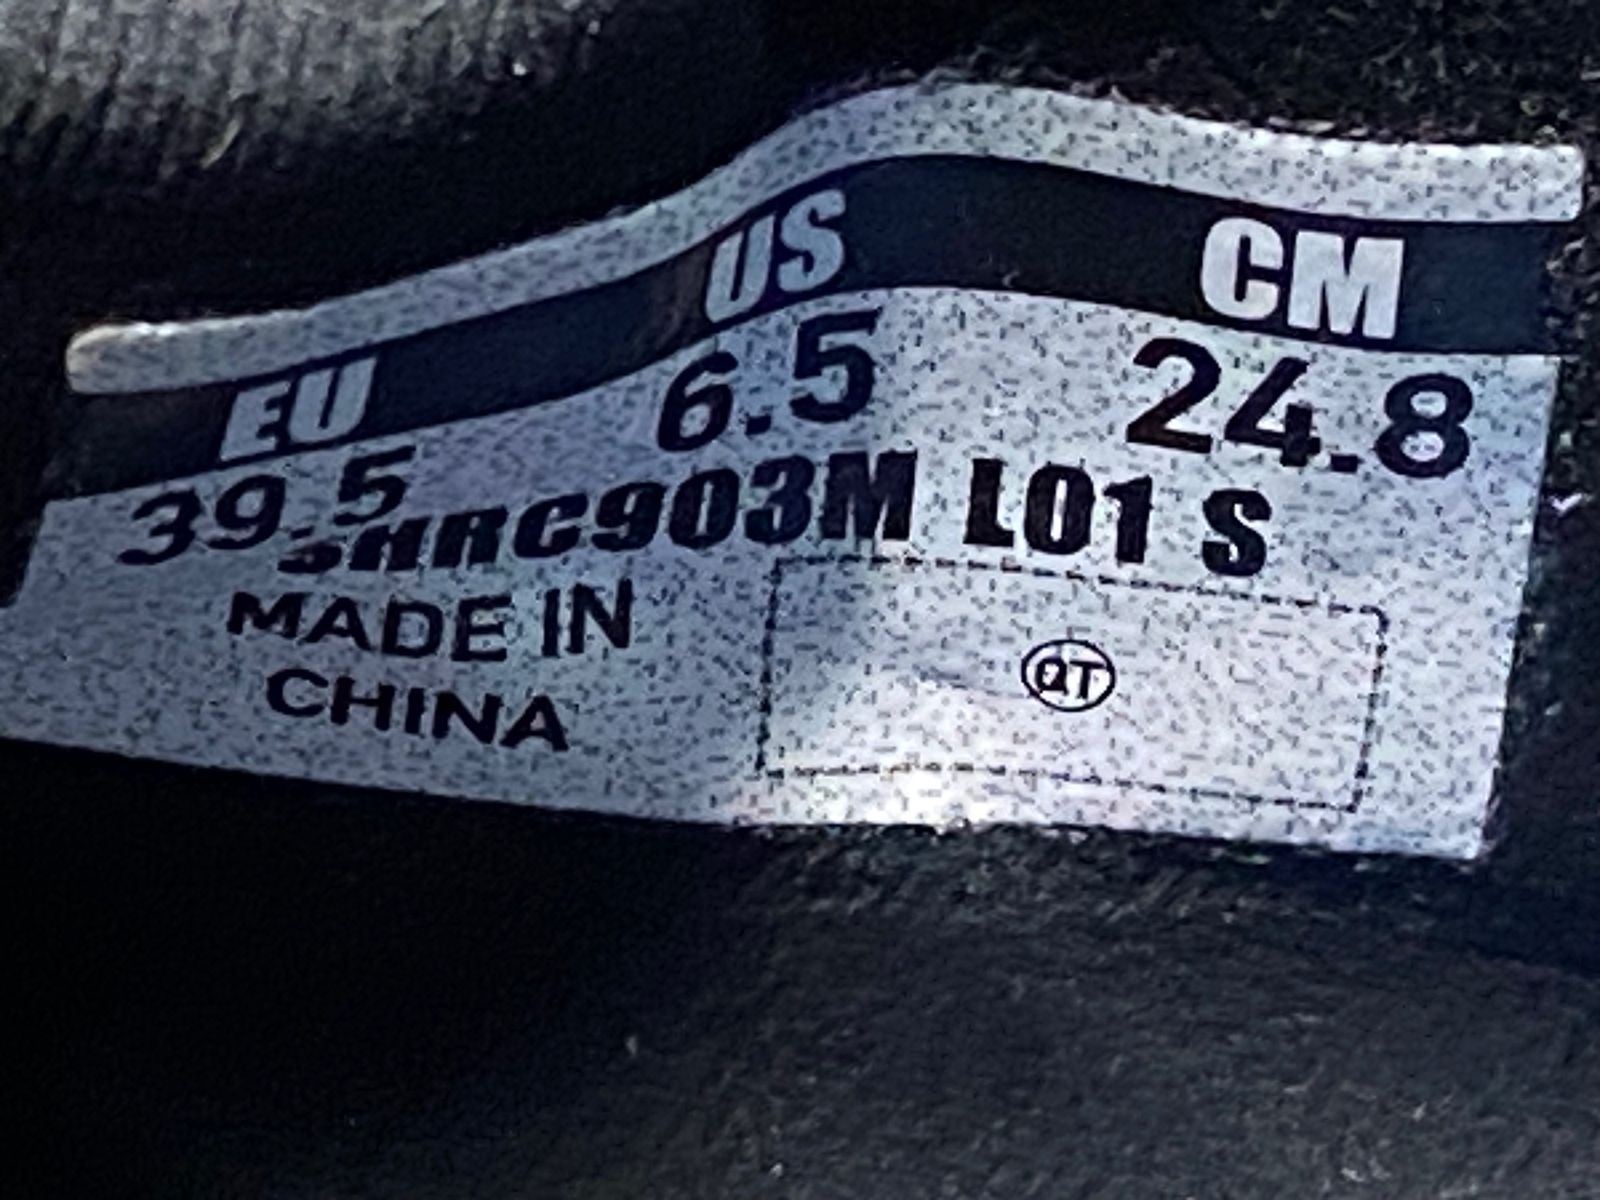 EU US CM
39.5 6.5 24.8
SHRC903M L01 S
MADE IN
CHINA
QT